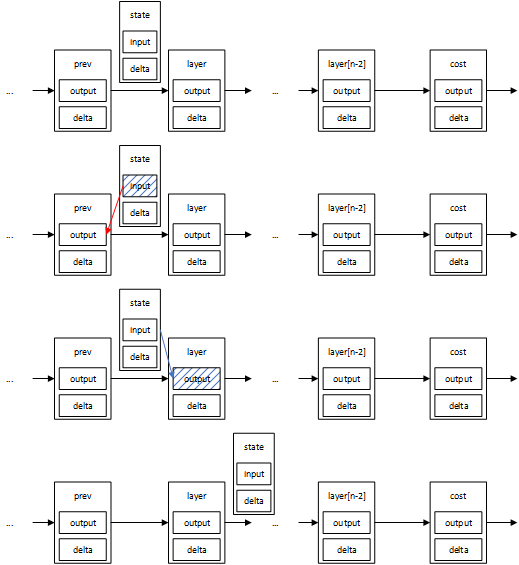 state
input
delta
prev
layer
layer[n-2]
cost
... output output ... output output
delta delta delta delta
state
input
delta
prev
layer
layer[n-2]
cost
... output output ... output output
delta delta delta delta
state
input
delta
prev
layer
layer[n-2]
cost
... output output ... output output
delta delta delta delta
state
input
delta
prev
layer
layer[n-2]
cost
... output output ... output output
delta delta delta delta